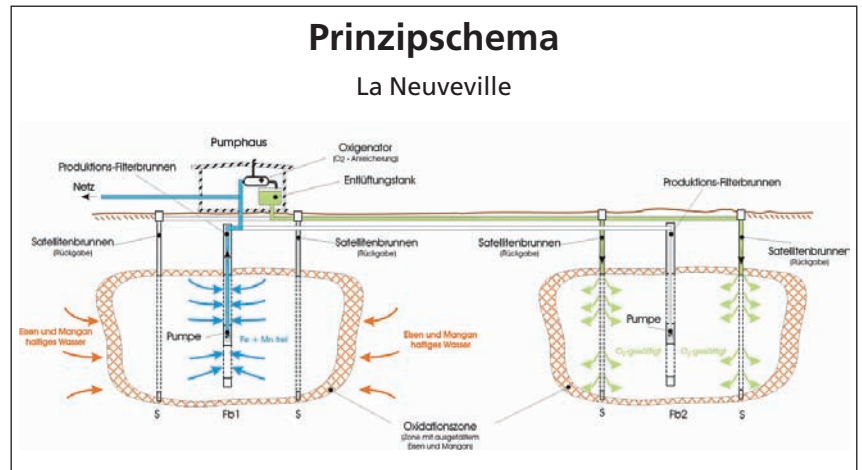 Prinzipschema
La Neuveville
Pumphaus
Oxigenator
(O2 - Anreicherung)
Produktions-Filterbrunnen
Entlüftungstank
Produktions-Filterbrunnen
Netz
Satellitenbrunnen
(Rückgabe)
Satellitenbrunnen
(Rückgabe)
Satellitenbrunnen
(Rückgabe)
Satellitenbrunnen
(Rückgabe)
Eisen und Mangan
haltiges Wasser
Pumpe
Fe + Mn frei
Eisen und Mangan
haltiges Wasser
Pumpe
O2-gesättigt
O2-gesättigt
S
Fb1
S
Oxidationszone
(Zone mit ausgefälltem
Eisen und Mangan)
S
Fb2
S